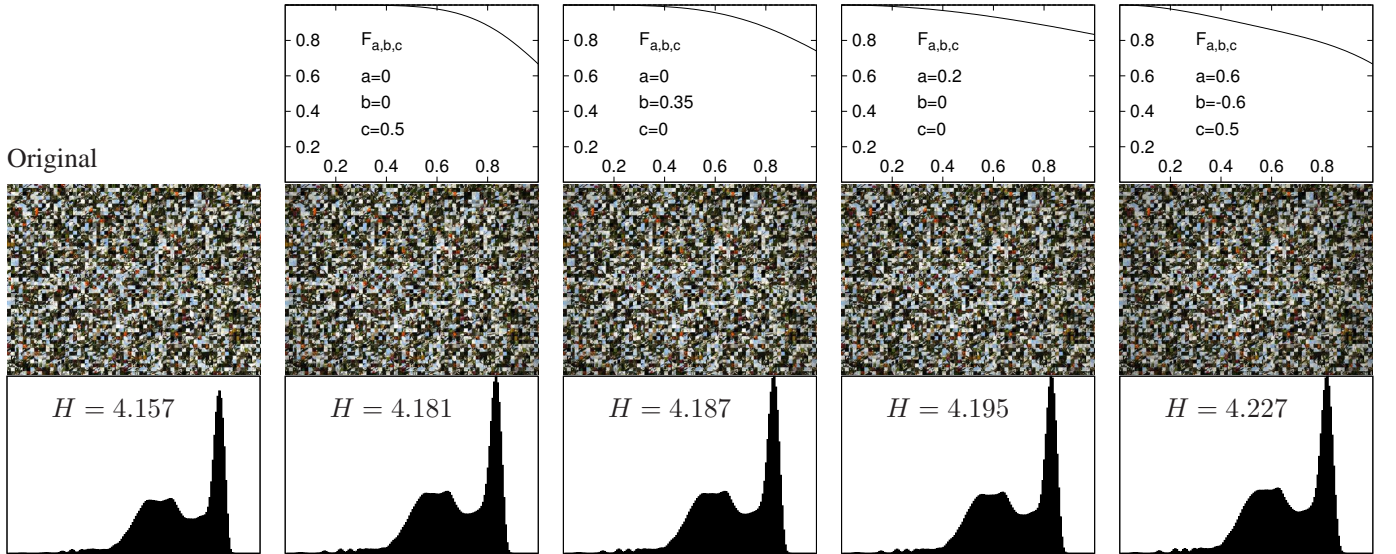 0.8
0.6
0.4
0.2
0.2 0.4 0.6 0.8
F a,b,c
a=0
b=0
c=0.5
0.8
0.6
0.4
0.2
0.2 0.4 0.6 0.8
F a,b,c
a=0
b=0.35
c=0
0.8
0.6
0.4
0.2
0.2 0.4 0.6 0.8
F a,b,c
a=0.2
b=0
c=0
0.8
0.6
0.4
0.2
0.2 0.4 0.6 0.8
F a,b,c
a=0.6
b=-0.6
c=0.5
Original
H = 4.157
H = 4.181
H = 4.187
H = 4.195
H = 4.227